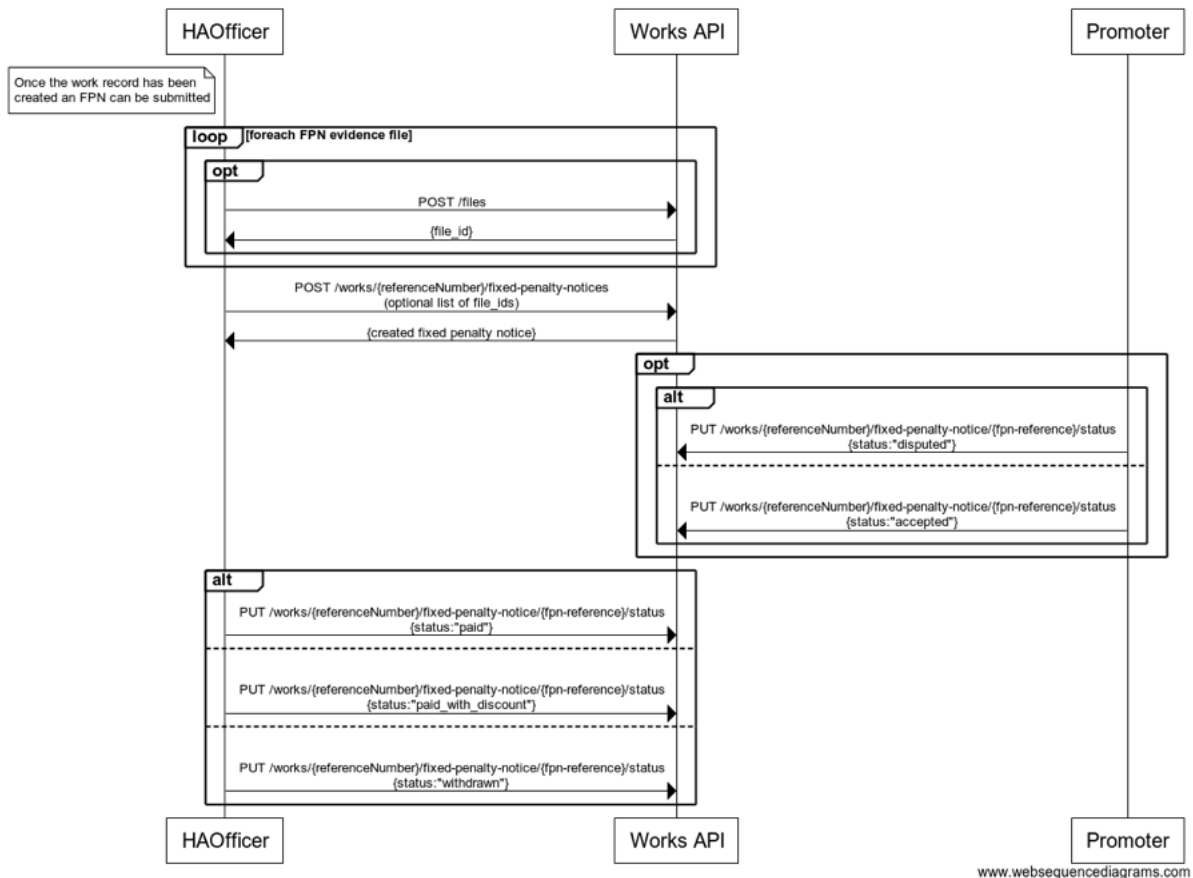 HAOfficer
Works API
Promoter
Once the work record has been
created an FPN can be submitted
loop
[foreach FPN evidence file]
opt
POST /files
{file_id}
POST /works/{referenceNumber}/fixed-penalty-notices
(optional list of file_ids)
{created fixed penalty notice}
opt
alt
PUT /works/{referenceNumber}/fixed-penalty-notice/{fpn-reference}/status
{status:"disputed"}
PUT /works/{referenceNumber}/fixed-penalty-notice/{fpn-reference}/status
{status:"accepted"}
alt
PUT /works/{referenceNumber}/fixed-penalty-notice/{fpn-reference}/status
{status:"paid"}
PUT /works/{referenceNumber}/fixed-penalty-notice/{fpn-reference}/status
{status:"paid_with_discount"}
PUT /works/{referenceNumber}/fixed-penalty-notice/{fpn-reference}/status
{status:"withdrawn"}
HAOfficer
Works API
Promoter
www.websequencediagrams.com